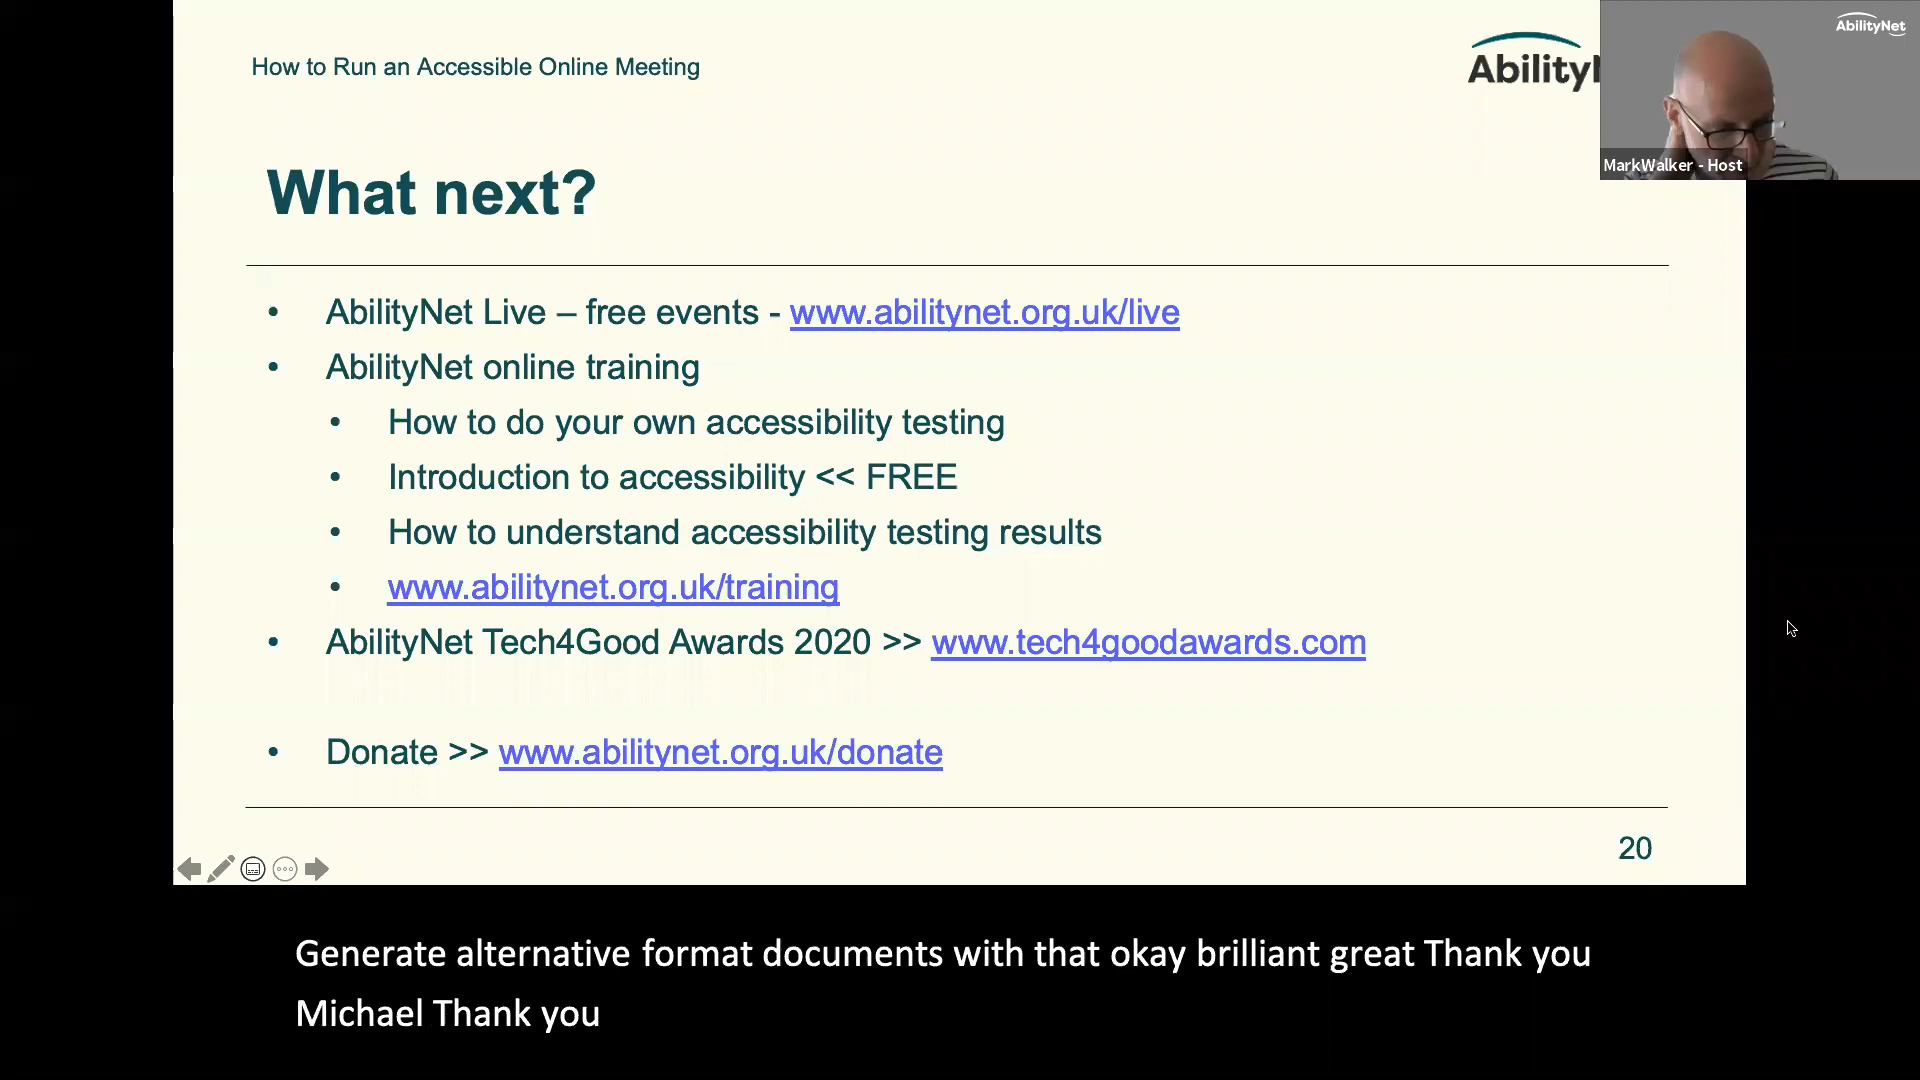 How to Run an Accessible Online Meeting
Ability
AbilityNet
MarkWalker - Host
What next?
• AbilityNet Live – free events - www.abilitynet.org.uk/live
• AbilityNet online training
• How to do your own accessibility testing
• Introduction to accessibility << FREE
• How to understand accessibility testing results
• www.abilitynet.org.uk/training
• AbilityNet Tech4Good Awards 2020 >> www.tech4goodawards.com
• Donate >> www.abilitynet.org.uk/donate
20
Generate alternative format documents with that okay brilliant great Thank you
Michael Thank you